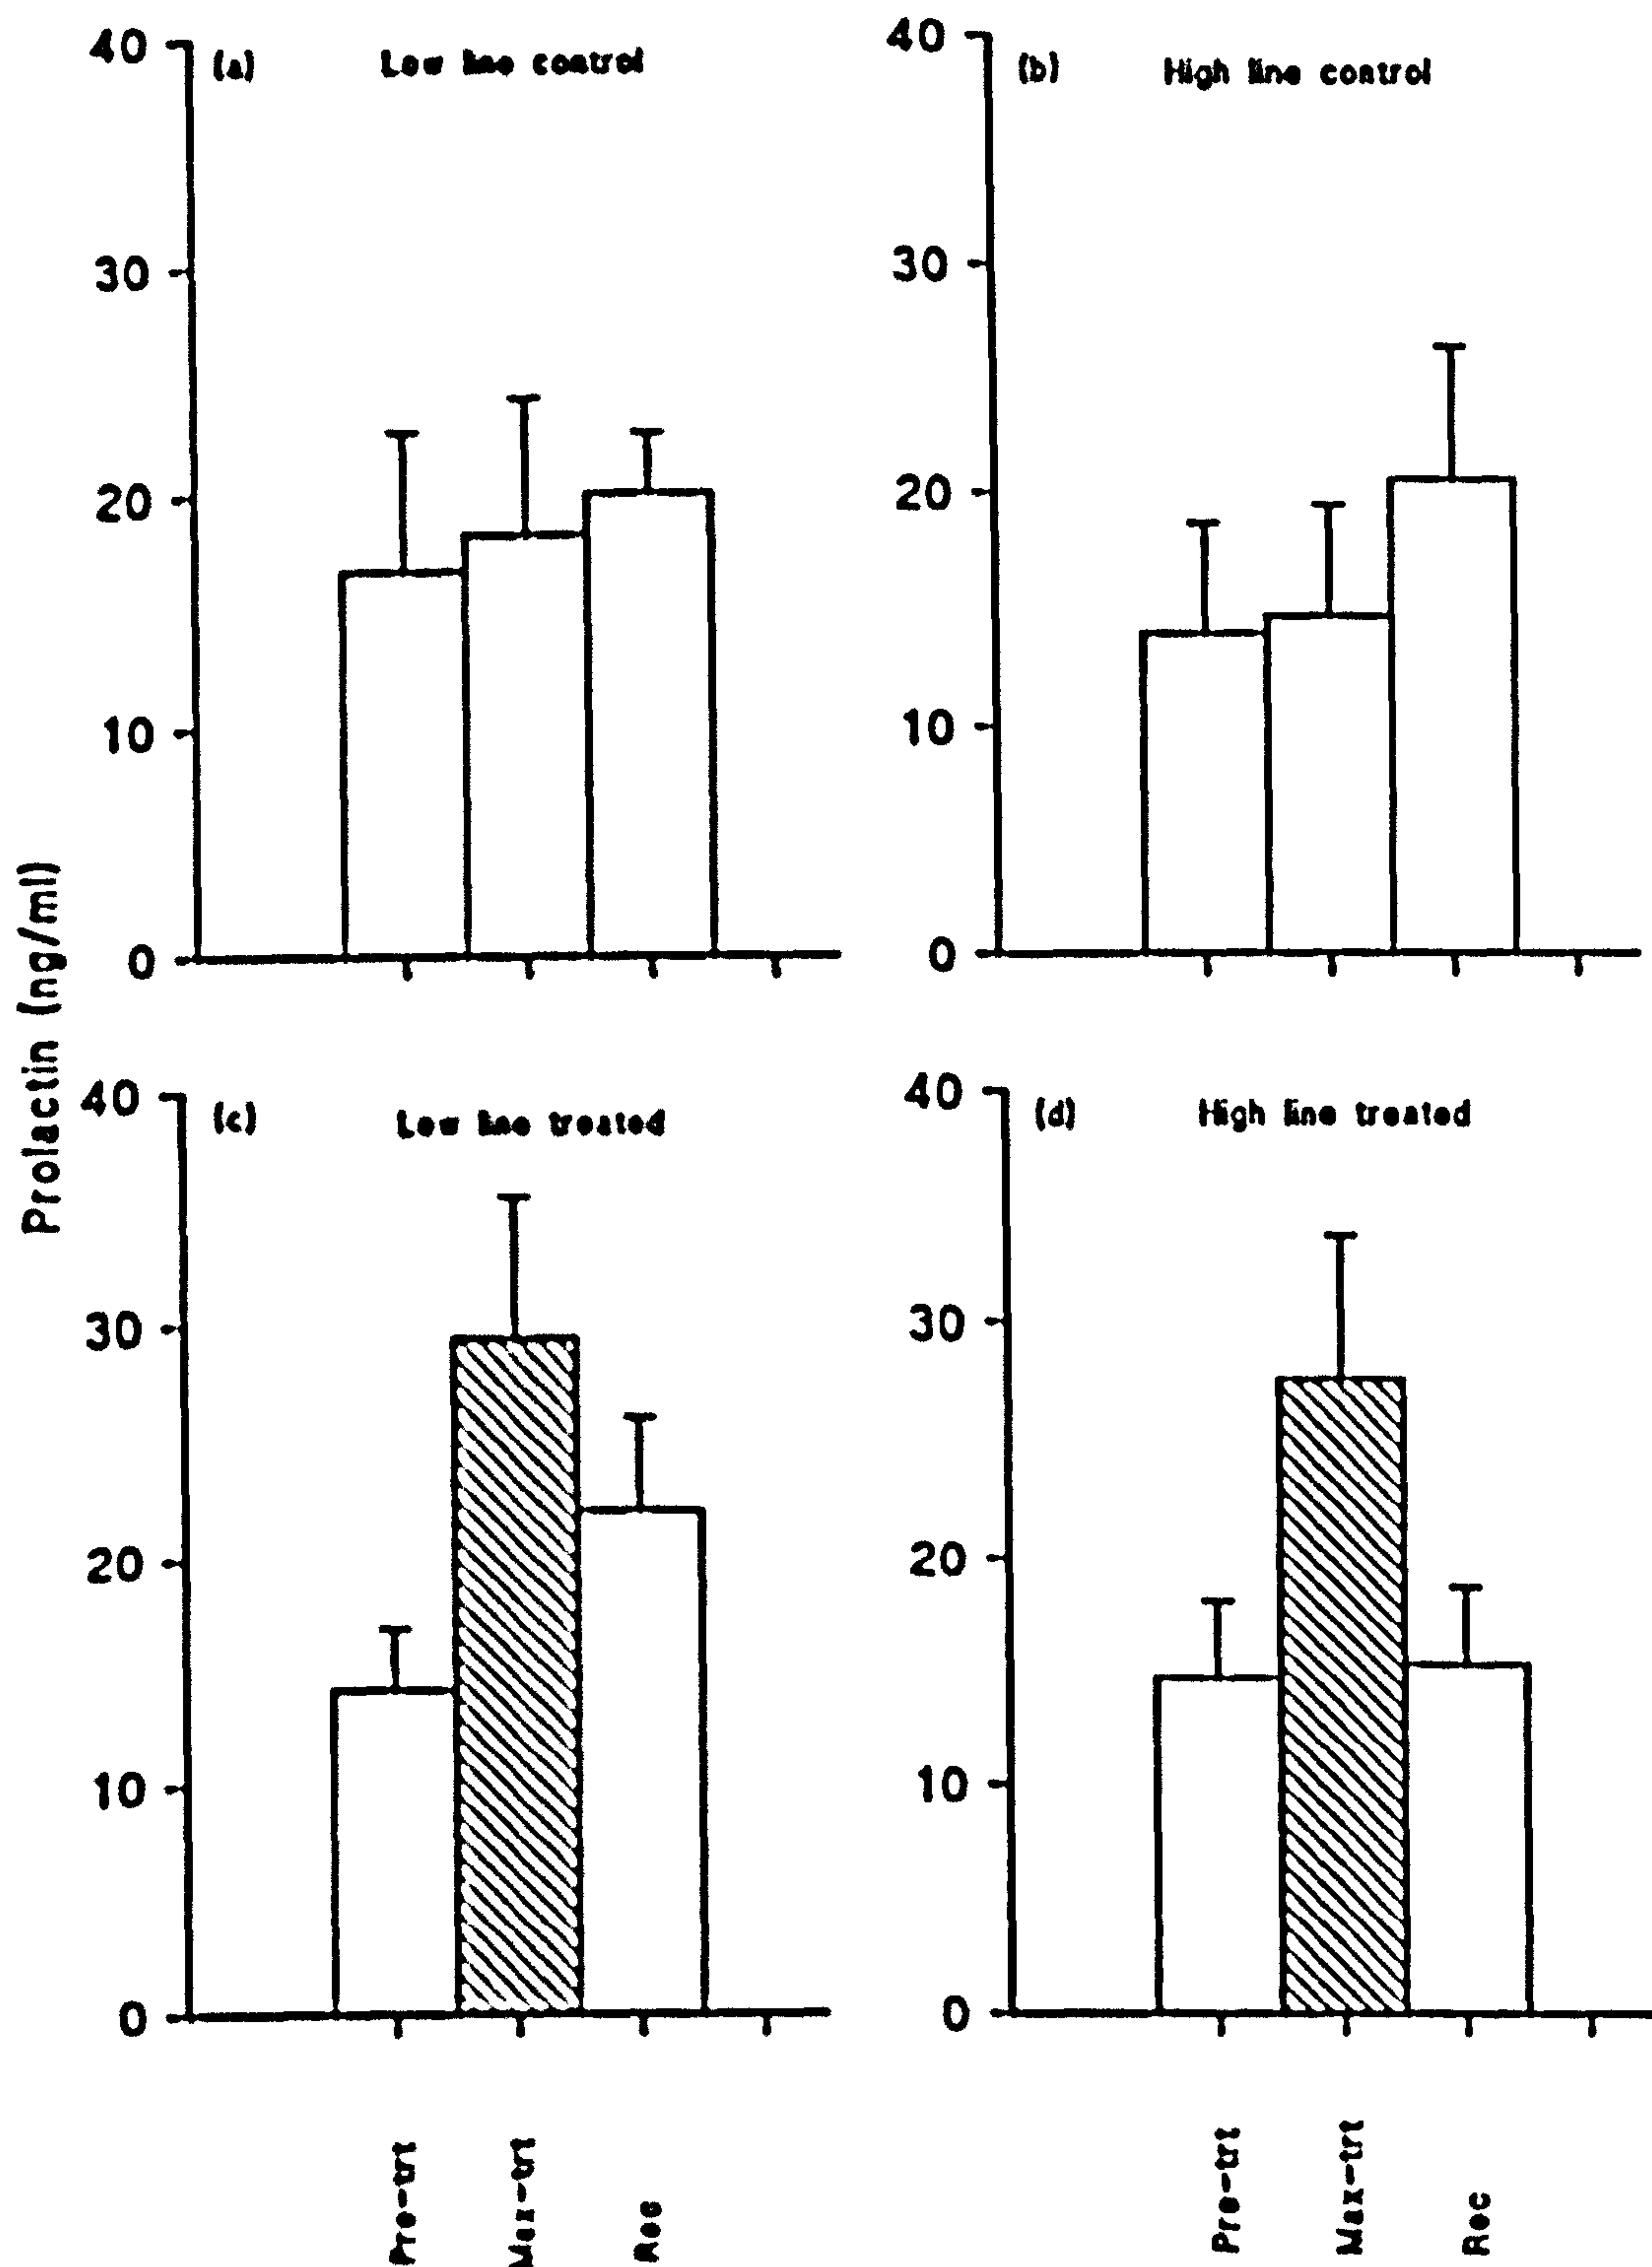 40
(a) Low line control
30
20
10
0
40
(b) High line control
30
20
10
0
Prolactin (ng/ml)
40
(c) Low line treated
30
20
10
0
Pre-trt
Max-trt
Rec
40
(d) High line treated
30
20
10
0
Pre-trt
Max-trt
Rec